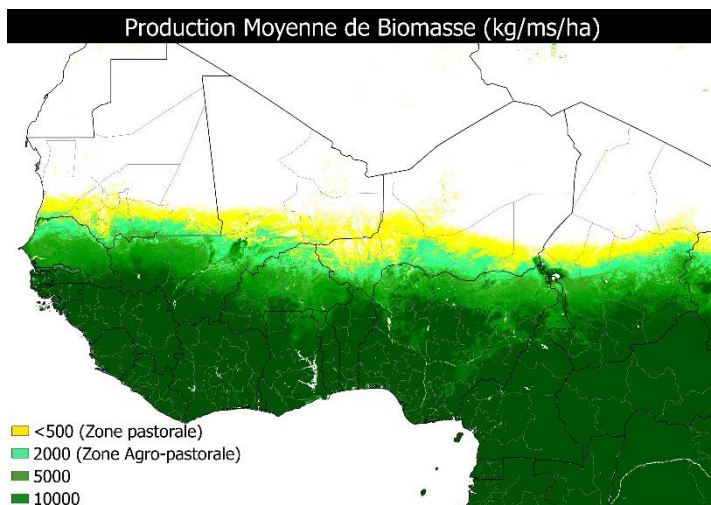 Production Moyenne de Biomasse (kg/ms/ha)
<500 (Zone pastorale)
2000 (Zone Agro-pastorale)
5000
10000